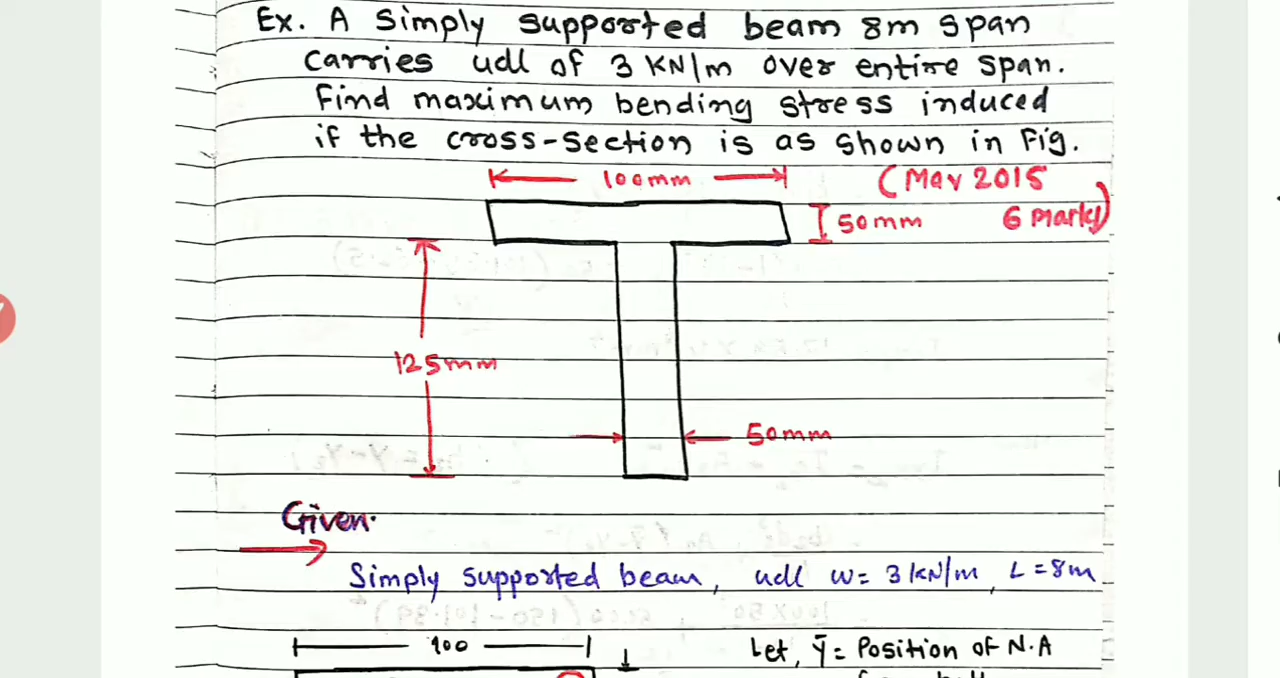 Ex. A simply supported beam 8m span
carries udl of 3 KN/m over entire span.
Find maximum bending stress induced
if the cross-section is as shown in Fig.
100mm
(May 2015
6 Marks)
50mm
125mm
50mm
Given.
Simply supported beam, udl w= 3 kN/m, L = 8m
100
Let, Ȳ = Position of N.A